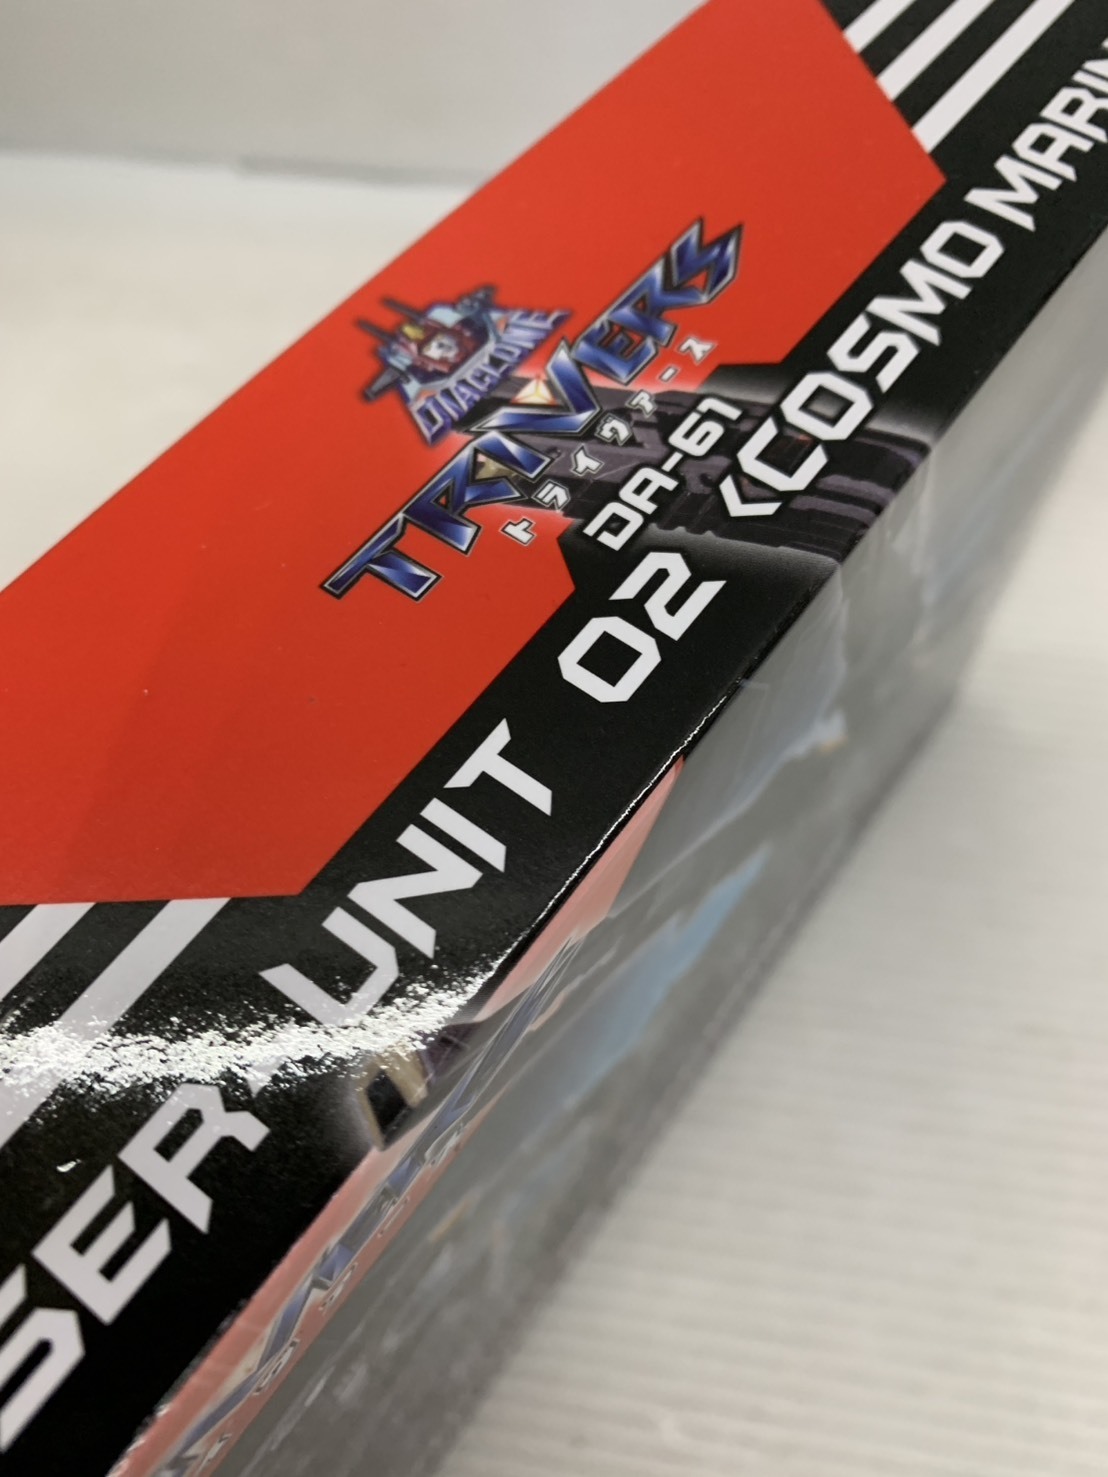 DIACLONE
TRIVERS
トライヴァース
DA-61
SER UNIT 02 《COSMO MARIN